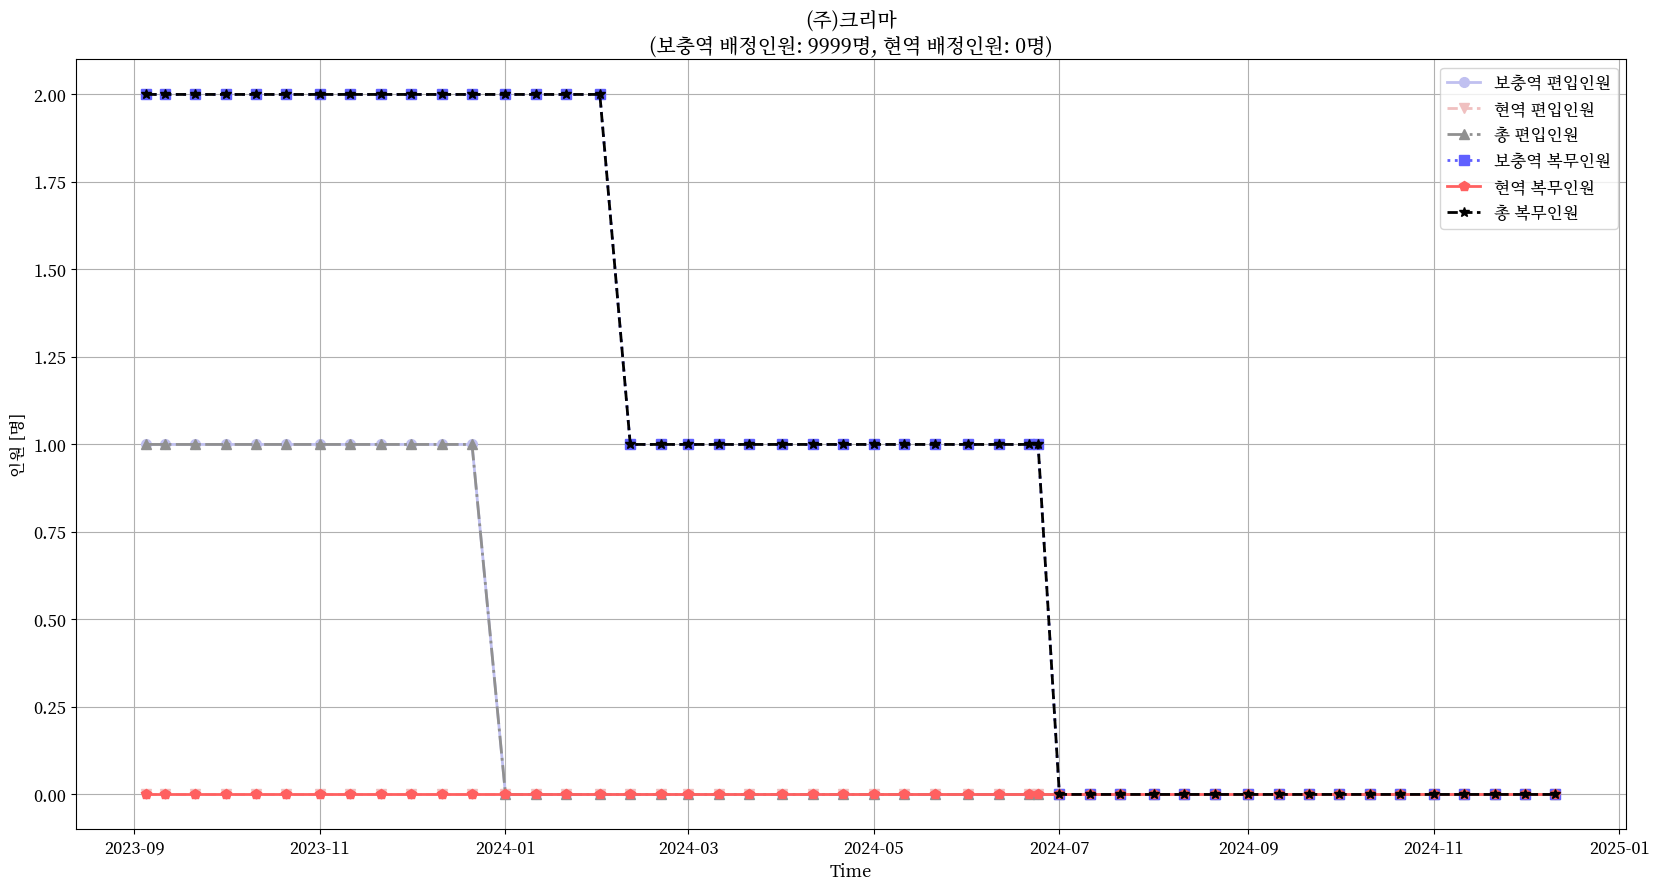 (주)크리마
(보충역 배정인원: 9999명, 현역 배정인원: 0명)
보충역 편입인원
현역 편입인원
총 편입인원
보충역 복무인원
현역 복무인원
총 복무인원
2.00
1.75
1.50
1.25
1.00
0.75
0.50
0.25
0.00
인원 [명]
2023-09
2023-11
2024-01
2024-03
2024-05
2024-07
2024-09
2024-11
2025-01
Time